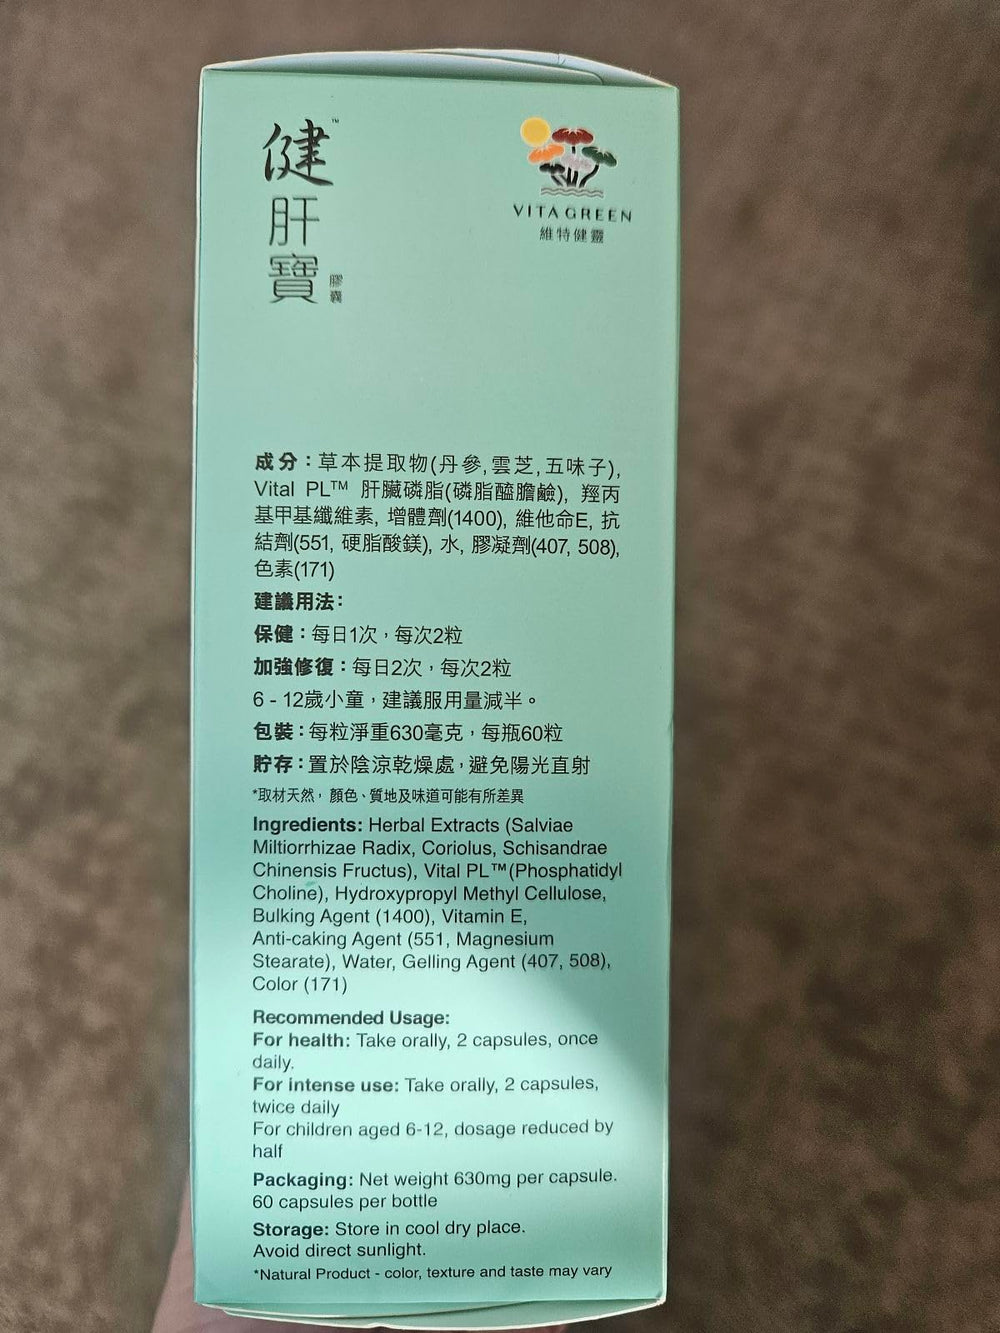 健™
肝
寶
膠囊
VITA GREEN
維特健靈
成分：草本提取物(丹參,雲芝,五味子),
Vital PL™ 肝臟磷脂(磷脂醯膽鹼), 羥丙
基甲基纖維素, 增體劑(1400), 維他命E, 抗
結劑(551, 硬脂酸鎂), 水, 膠凝劑(407, 508),
色素(171)
建議用法：
保健：每日1次，每次2粒
加強修復：每日2次，每次2粒
6 - 12歲小童，建議服用量減半。
包裝：每粒淨重630毫克，每瓶60粒
貯存：置於陰涼乾燥處，避免陽光直射
*取材天然，顏色、質地及味道可能有所差異
Ingredients: Herbal Extracts (Salviae
Miltiorrhizae Radix, Coriolus, Schisandrae
Chinensis Fructus), Vital PL™(Phosphatidyl
Choline), Hydroxypropyl Methyl Cellulose,
Bulking Agent (1400), Vitamin E,
Anti-caking Agent (551, Magnesium
Stearate), Water, Gelling Agent (407, 508),
Color (171)
Recommended Usage:
For health: Take orally, 2 capsules, once
daily.
For intense use: Take orally, 2 capsules,
twice daily
For children aged 6-12, dosage reduced by
half
Packaging: Net weight 630mg per capsule.
60 capsules per bottle
Storage: Store in cool dry place.
Avoid direct sunlight.
*Natural Product - color, texture and taste may vary